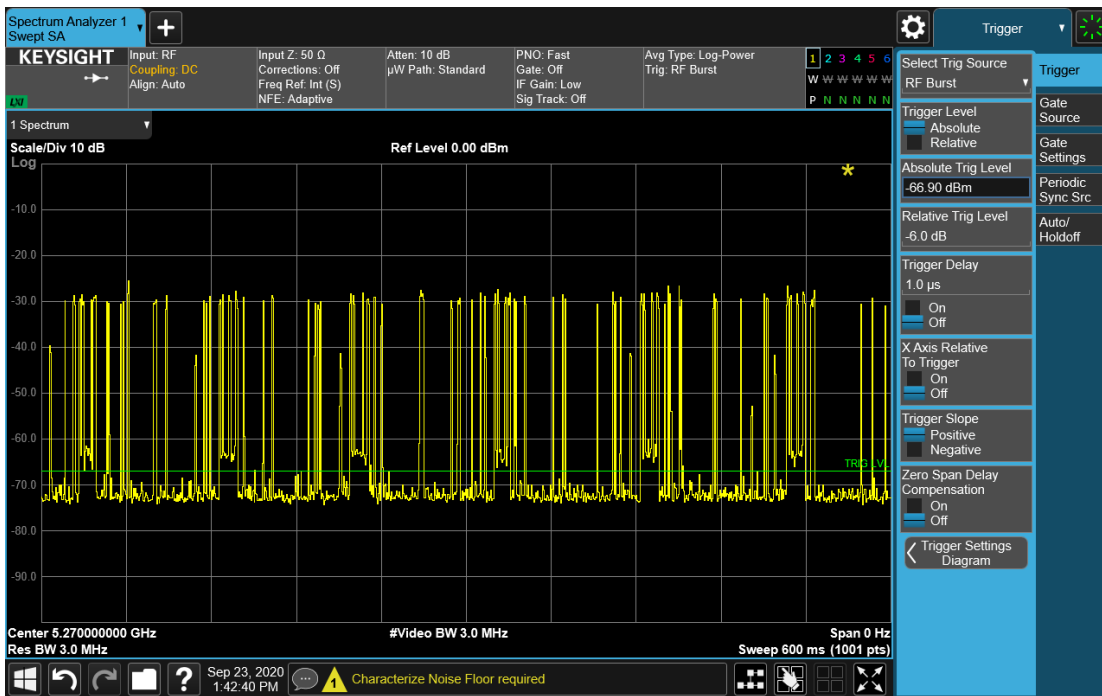 Spectrum Analyzer 1
Swept SA
Trigger
KEYSIGHT
LXI
Input: RF
Coupling: DC
Align: Auto
Input Z: 50 Ω
Corrections: Off
Freq Ref: Int (S)
NFE: Adaptive
Atten: 10 dB
µW Path: Standard
PNO: Fast
Gate: Off
IF Gain: Low
Sig Track: Off
Avg Type: Log-Power
Trig: RF Burst
1 2 3 4 5 6
W W W W W W
P N N N N N
1 Spectrum
Scale/Div 10 dB
Ref Level 0.00 dBm
Log
-10.0
-20.0
-30.0
-40.0
-50.0
-60.0
-70.0
-80.0
-90.0
TRIG LVL
Center 5.270000000 GHz
#Video BW 3.0 MHz
Span 0 Hz
Res BW 3.0 MHz
Sweep 600 ms (1001 pts)
Select Trig Source
RF Burst
Trigger Level
Absolute
Relative
Absolute Trig Level
-66.90 dBm
Relative Trig Level
-6.0 dB
Trigger Delay
1.0 µs
On
Off
X Axis Relative
To Trigger
On
Off
Trigger Slope
Positive
Negative
Zero Span Delay
Compensation
On
Off
Trigger Settings
Diagram
Trigger
Gate
Source
Gate
Settings
Periodic
Sync Src
Auto/
Holdoff
Sep 23, 2020
1:42:40 PM
1
Characterize Noise Floor required